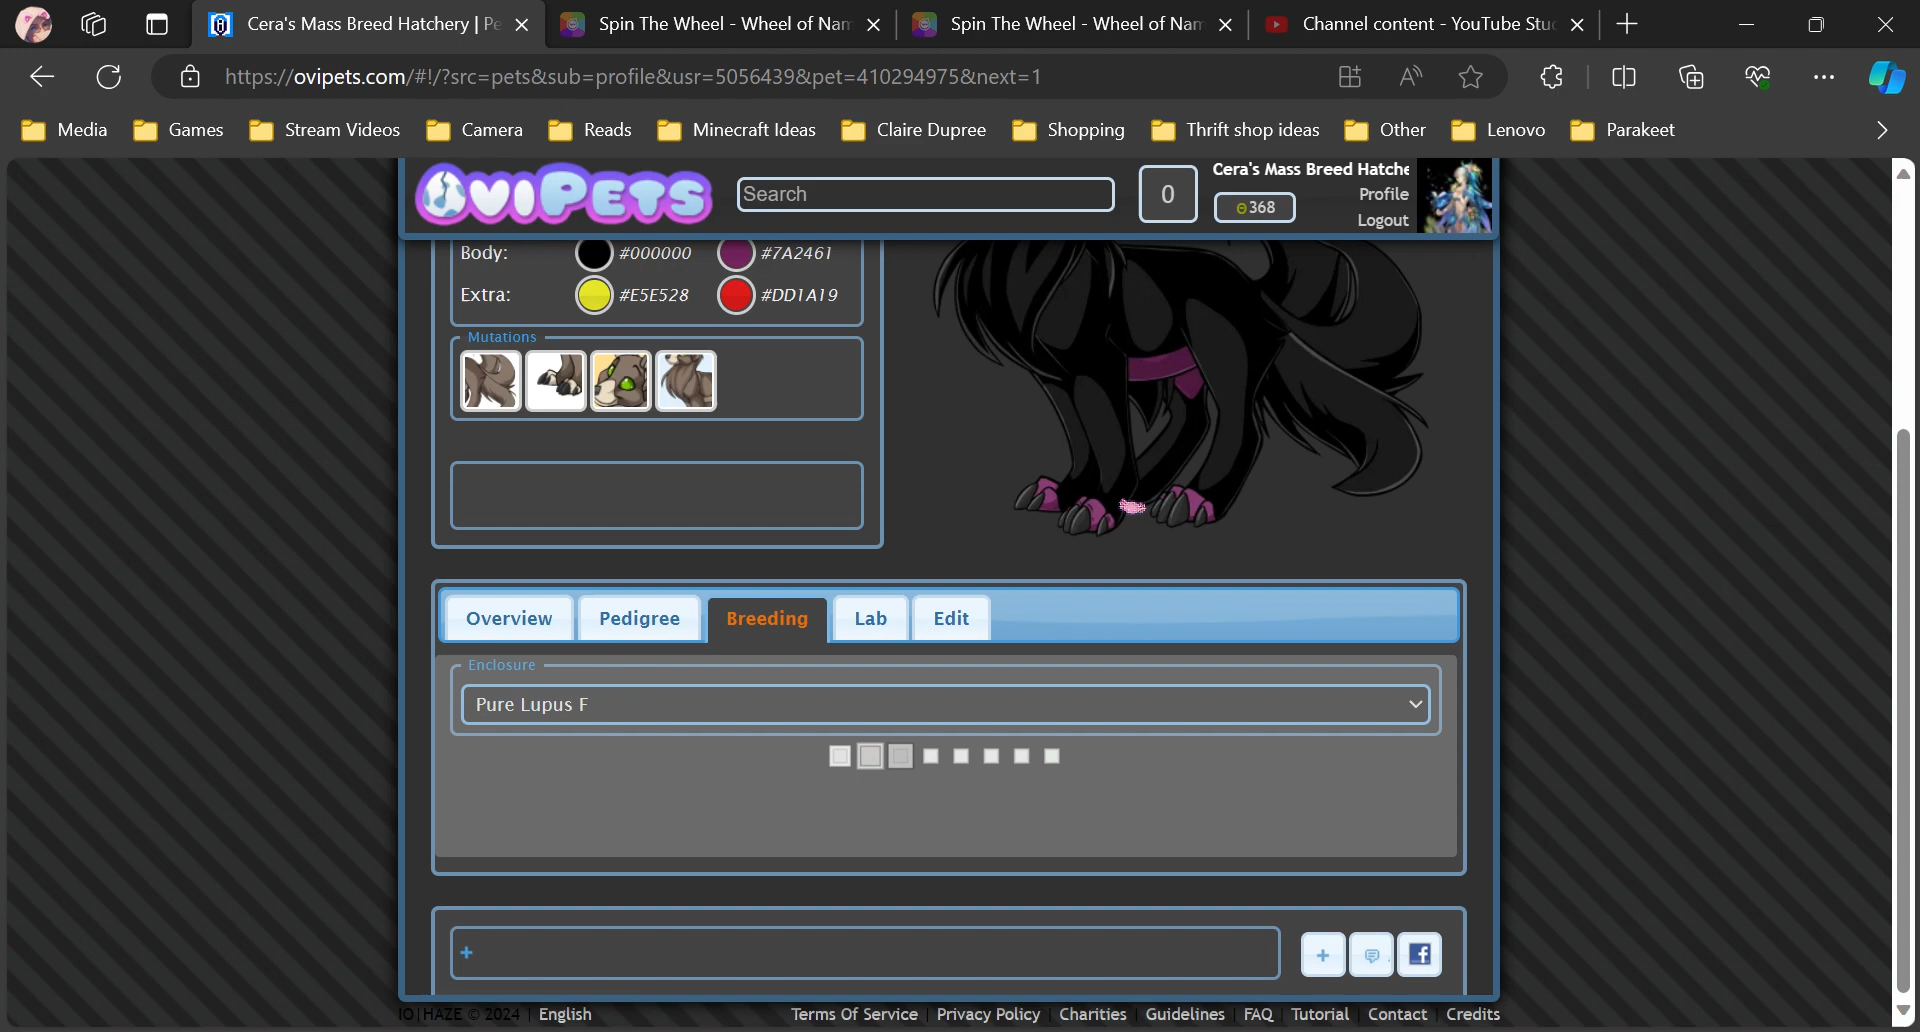 Cera's Mass Breed Hatchery | Pe
Spin The Wheel - Wheel of Nam
Spin The Wheel - Wheel of Nam
Channel content - YouTube Stu
https://ovipets.com/#!/?src=pets&sub=profile&usr=5056439&pet=410294975&next=1
Media
Games
Stream Videos
Camera
Reads
Minecraft Ideas
Claire Dupree
Shopping
Thrift shop ideas
Other
Lenovo
Parakeet
OVIPETS
Search
0
Cera's Mass Breed Hatche
368
Profile
Logout
Body: #000000 #7A2461
Extra: #E5E528 #DD1A19
Mutations
Overview
Pedigree
Breeding
Lab
Edit
Enclosure
Pure Lupus F
IO|HAZE © 2024 | English
Terms Of Service | Privacy Policy | Charities | Guidelines | FAQ | Tutorial | Contact | Credits